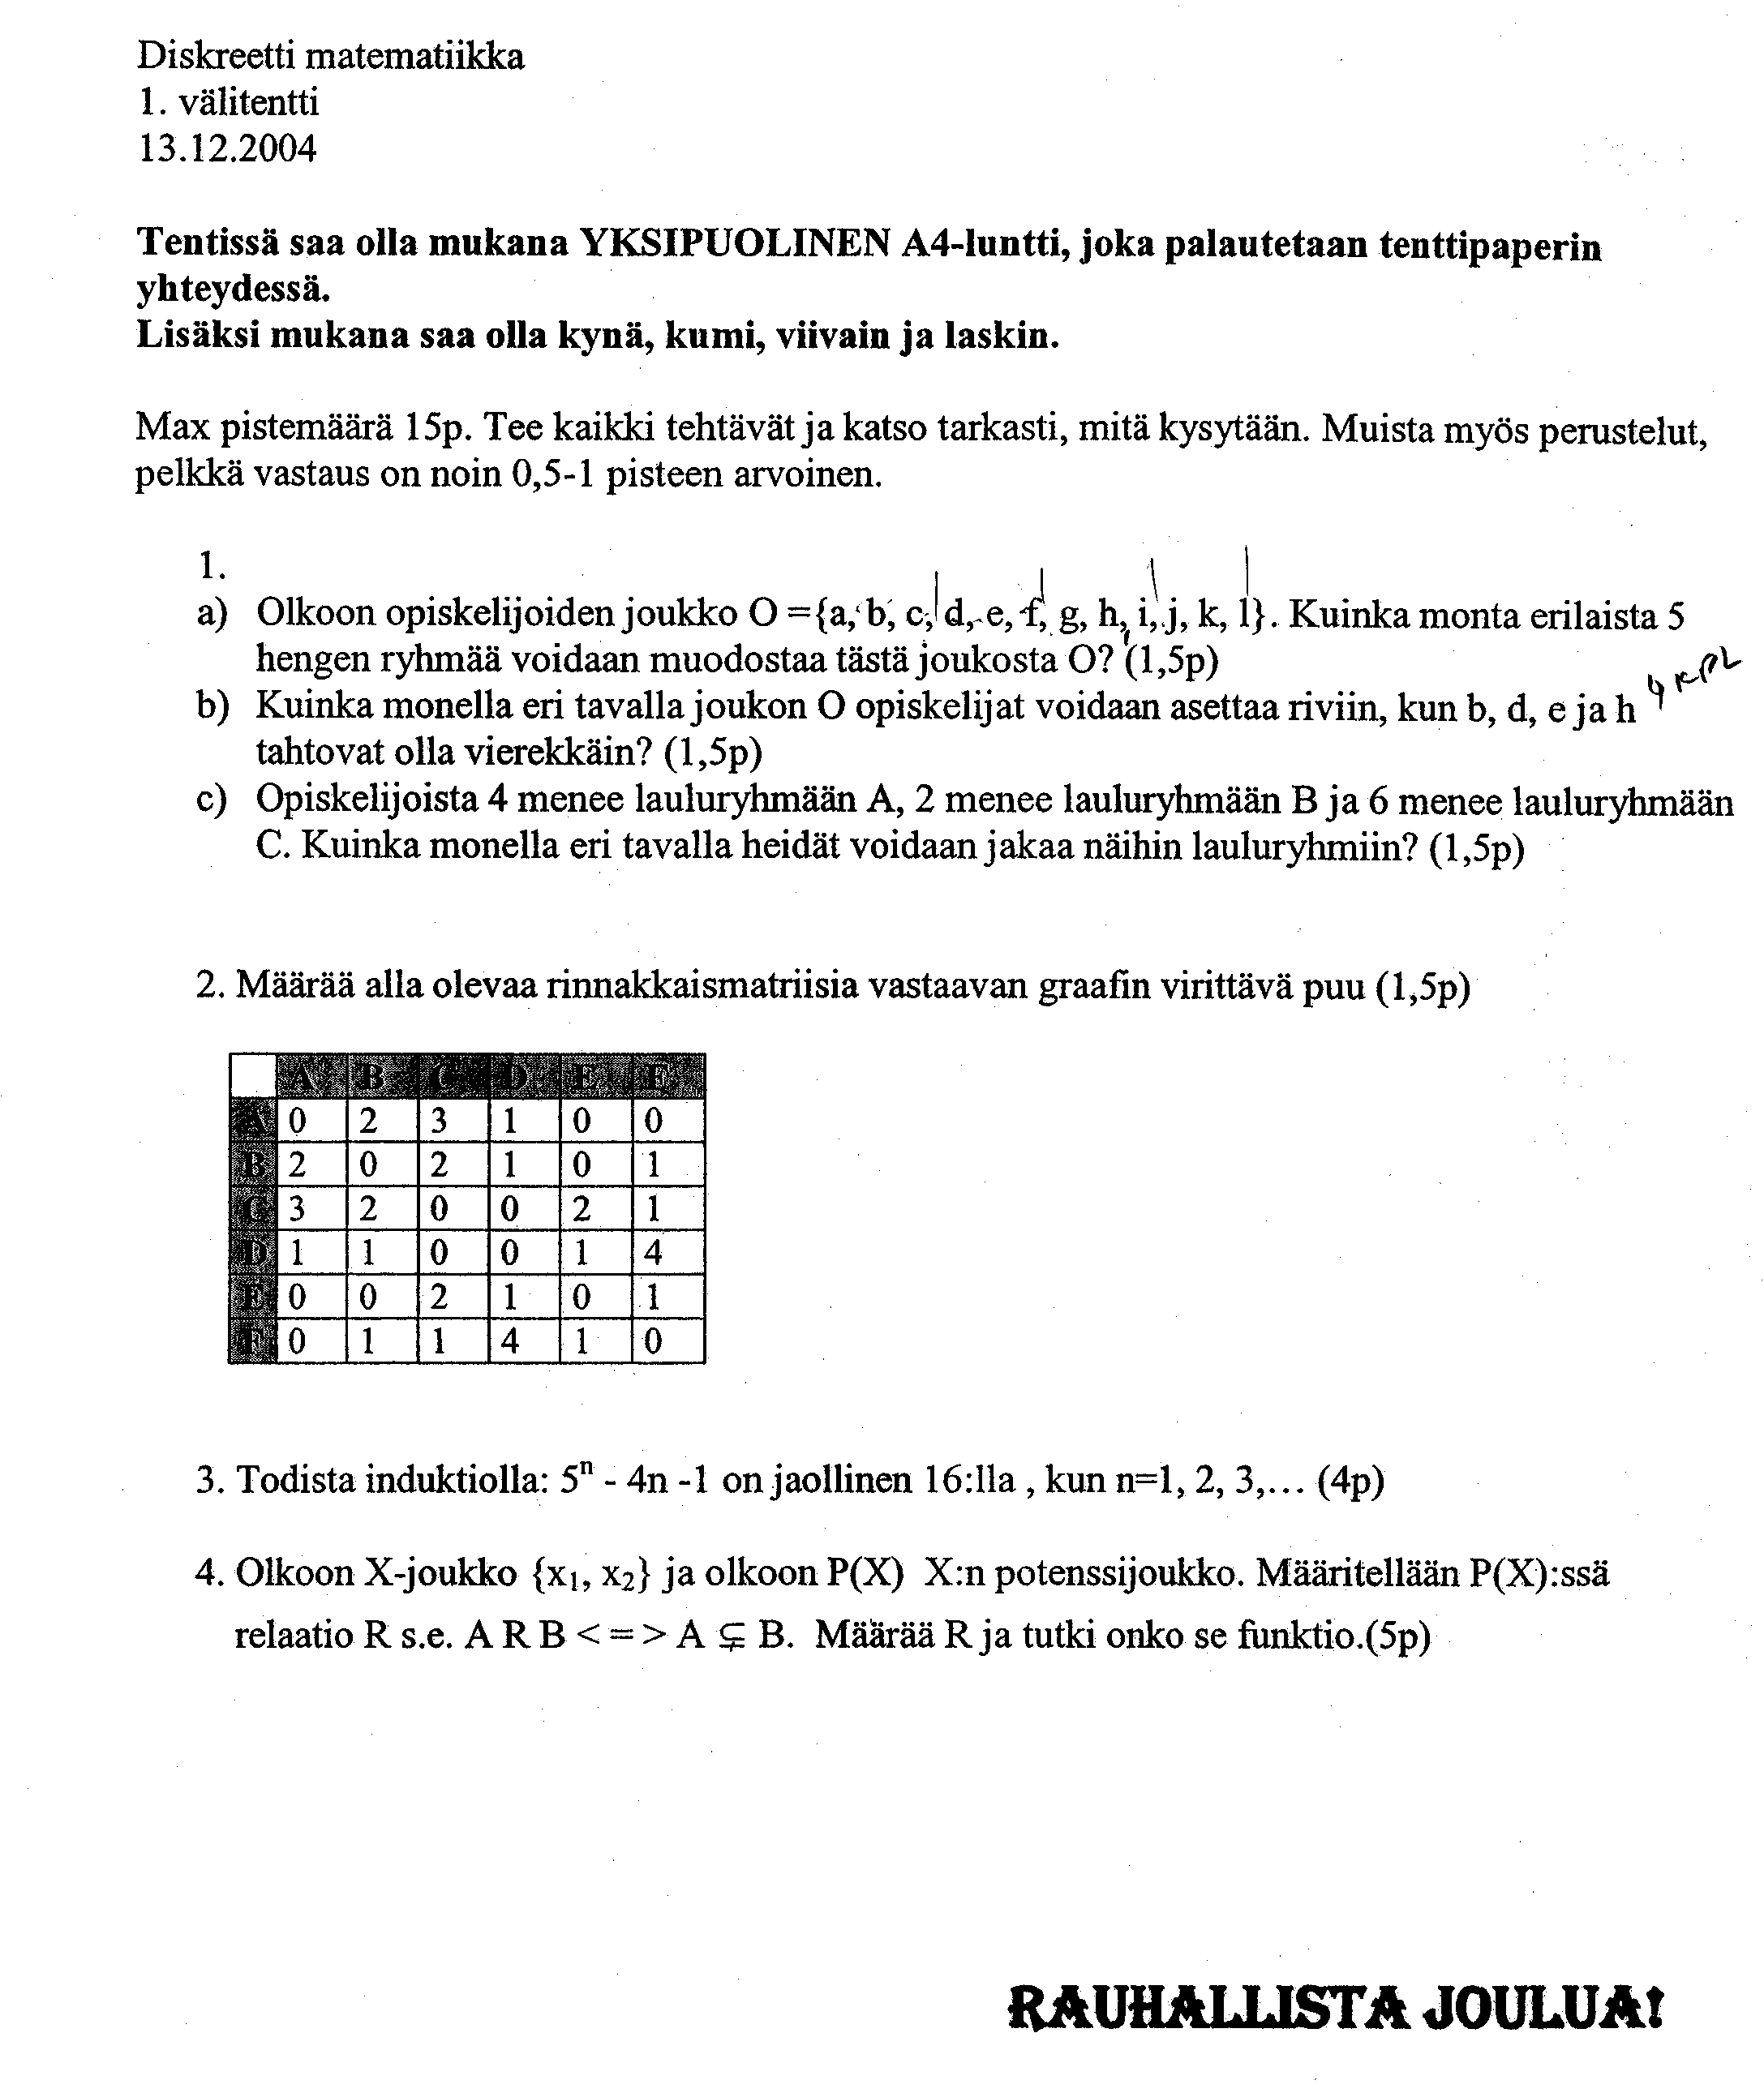 Diskreetti matematiikka
1. välitentti
13.12.2004
Tentissä saa olla mukana YKSIPUOLINEN A4-luntti, joka palautetaan tenttipaperin
yhteydessä.
Lisäksi mukana saa olla kynä, kumi, viivain ja laskin.
Max pistemäärä 15p. Tee kaikki tehtävät ja katso tarkasti, mitä kysytään. Muista myös perustelut,
pelkkä vastaus on noin 0,5-1 pisteen arvoinen.
1.
a) Olkoon opiskelijoiden joukko O ={a, b, c, d, e, f, g, h, i, j, k, l}. Kuinka monta erilaista 5
hengen ryhmää voidaan muodostaa tästä joukosta O? (1,5p)
b) Kuinka monella eri tavalla joukon O opiskelijat voidaan asettaa riviin, kun b, d, e ja h 4 KPL
tahtovat olla vierekkäin? (1,5p)
c) Opiskelijoista 4 menee lauluryhmään A, 2 menee lauluryhmään B ja 6 menee lauluryhmään
C. Kuinka monella eri tavalla heidät voidaan jakaa näihin lauluryhmiin? (1,5p)
2. Määrää alla olevaa rinnakkaismatriisia vastaavan graafin virittävä puu (1,5p)
A B C D E F
A 0 2 3 1 0 0
B 2 0 2 1 0 1
C 3 2 0 0 2 1
D 1 1 0 0 1 4
E 0 0 2 1 0 1
F 0 1 1 4 1 0
3. Todista induktiolla: 5ⁿ - 4n -1 on jaollinen 16:lla , kun n=1, 2, 3,… (4p)
4. Olkoon X-joukko {x₁, x₂} ja olkoon P(X) X:n potenssijoukko. Määritellään P(X):ssä
relaatio R s.e. A R B < = > A ⊊ B. Määrää R ja tutki onko se funktio.(5p)
RAUHALLISTA JOULUA!